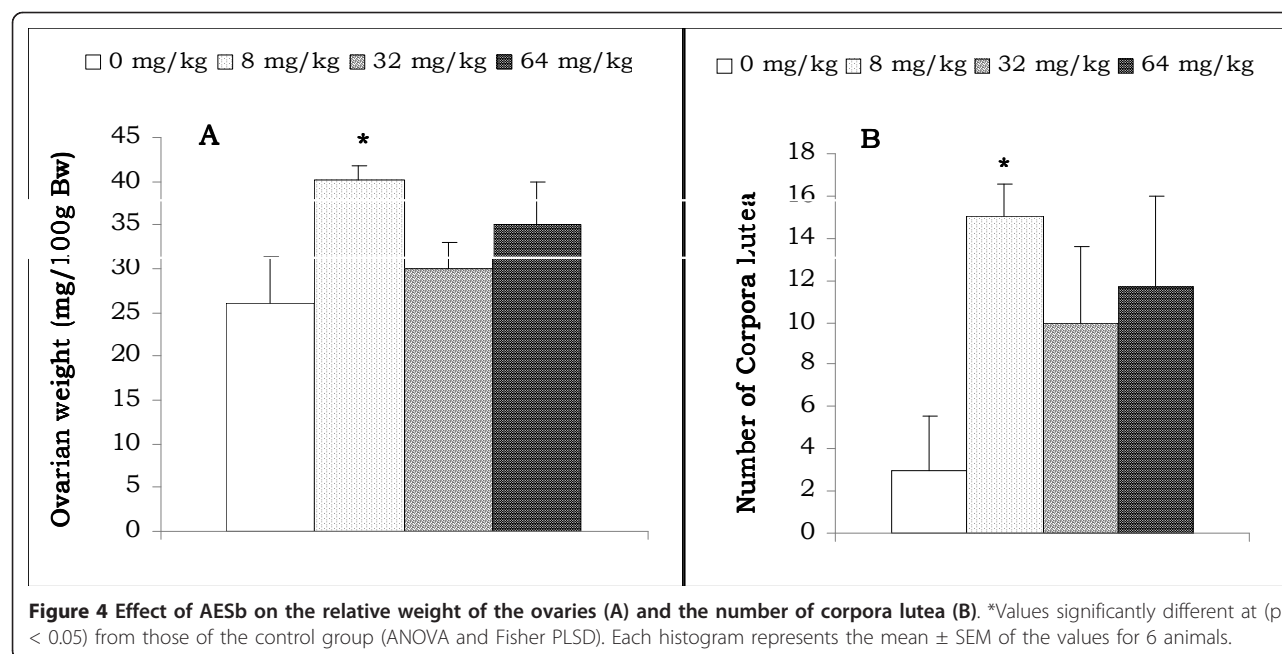 0 mg/kg 8 mg/kg 32 mg/kg 64 mg/kg
A
*
Ovarian weight (mg/100g Bw)
45
40
35
30
25
20
15
10
5
0
0 mg/kg 8 mg/kg 32 mg/kg 64 mg/kg
B
*
Number of Corpora Lutea
18
16
14
12
10
8
6
4
2
0
Figure 4 Effect of AESb on the relative weight of the ovaries (A) and the number of corpora lutea (B). *Values significantly different at (p
< 0.05) from those of the control group (ANOVA and Fisher PLSD). Each histogram represents the mean ± SEM of the values for 6 animals.